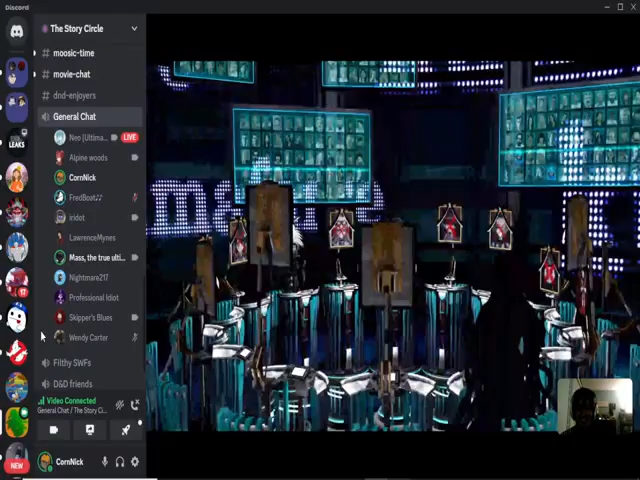 Discord
The Story Circle
moosic-time
movie-chat
dnd-enjoyers
General Chat
Neo [Ultima...
LIVE
Alpine woods
CornNick
FredBoat♪♪
iridot
LawrenceMynes
Mass, the true ulti...
Nightmare217
Professional Idiot
Skipper's Blues
Wendy Carter
Filthy SWFs
D&D friends
Video Connected
General Chat / The Story Ci...
CornNick
LEAKS
17
NEW